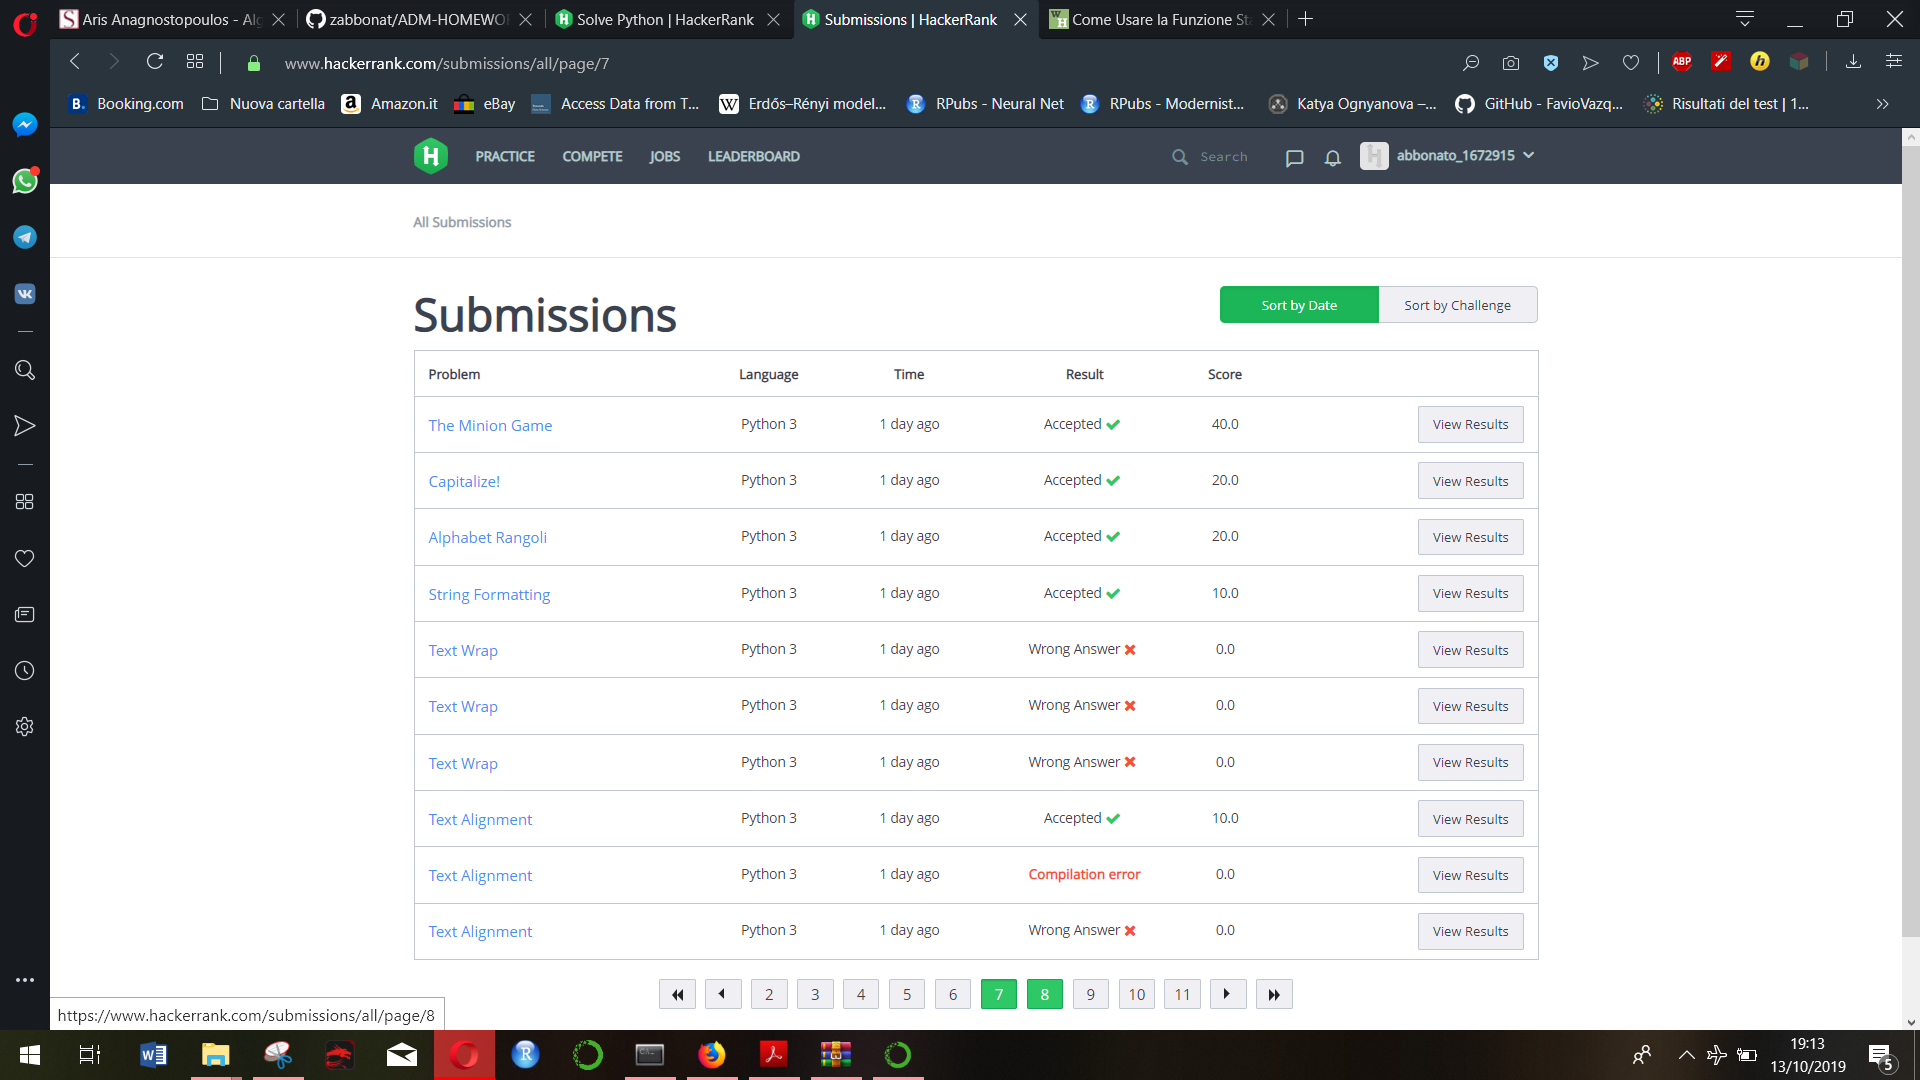 Aris Anagnostopoulos - Alg
zabbonat/ADM-HOMEWO
Solve Python | HackerRank
Submissions | HackerRank
Come Usare la Funzione Sta
www.hackerrank.com/submissions/all/page/7
ABP
B. Booking.com
Nuova cartella
Amazon.it
eBay
Access Data from T...
W Erdős–Rényi model...
R RPubs - Neural Net
R RPubs - Modernist...
Katya Ognyanova –...
GitHub - FavioVazq...
Risultati del test | 1...
H PRACTICE COMPETE JOBS LEADERBOARD Search abbonato_1672915
All Submissions
Submissions
Sort by Date Sort by Challenge
Problem Language Time Result Score
The Minion Game Python 3 1 day ago Accepted 40.0 View Results
Capitalize! Python 3 1 day ago Accepted 20.0 View Results
Alphabet Rangoli Python 3 1 day ago Accepted 20.0 View Results
String Formatting Python 3 1 day ago Accepted 10.0 View Results
Text Wrap Python 3 1 day ago Wrong Answer 0.0 View Results
Text Wrap Python 3 1 day ago Wrong Answer 0.0 View Results
Text Wrap Python 3 1 day ago Wrong Answer 0.0 View Results
Text Alignment Python 3 1 day ago Accepted 10.0 View Results
Text Alignment Python 3 1 day ago Compilation error 0.0 View Results
Text Alignment Python 3 1 day ago Wrong Answer 0.0 View Results
2 3 4 5 6 7 8 9 10 11
https://www.hackerrank.com/submissions/all/page/8
19:13
13/10/2019
5